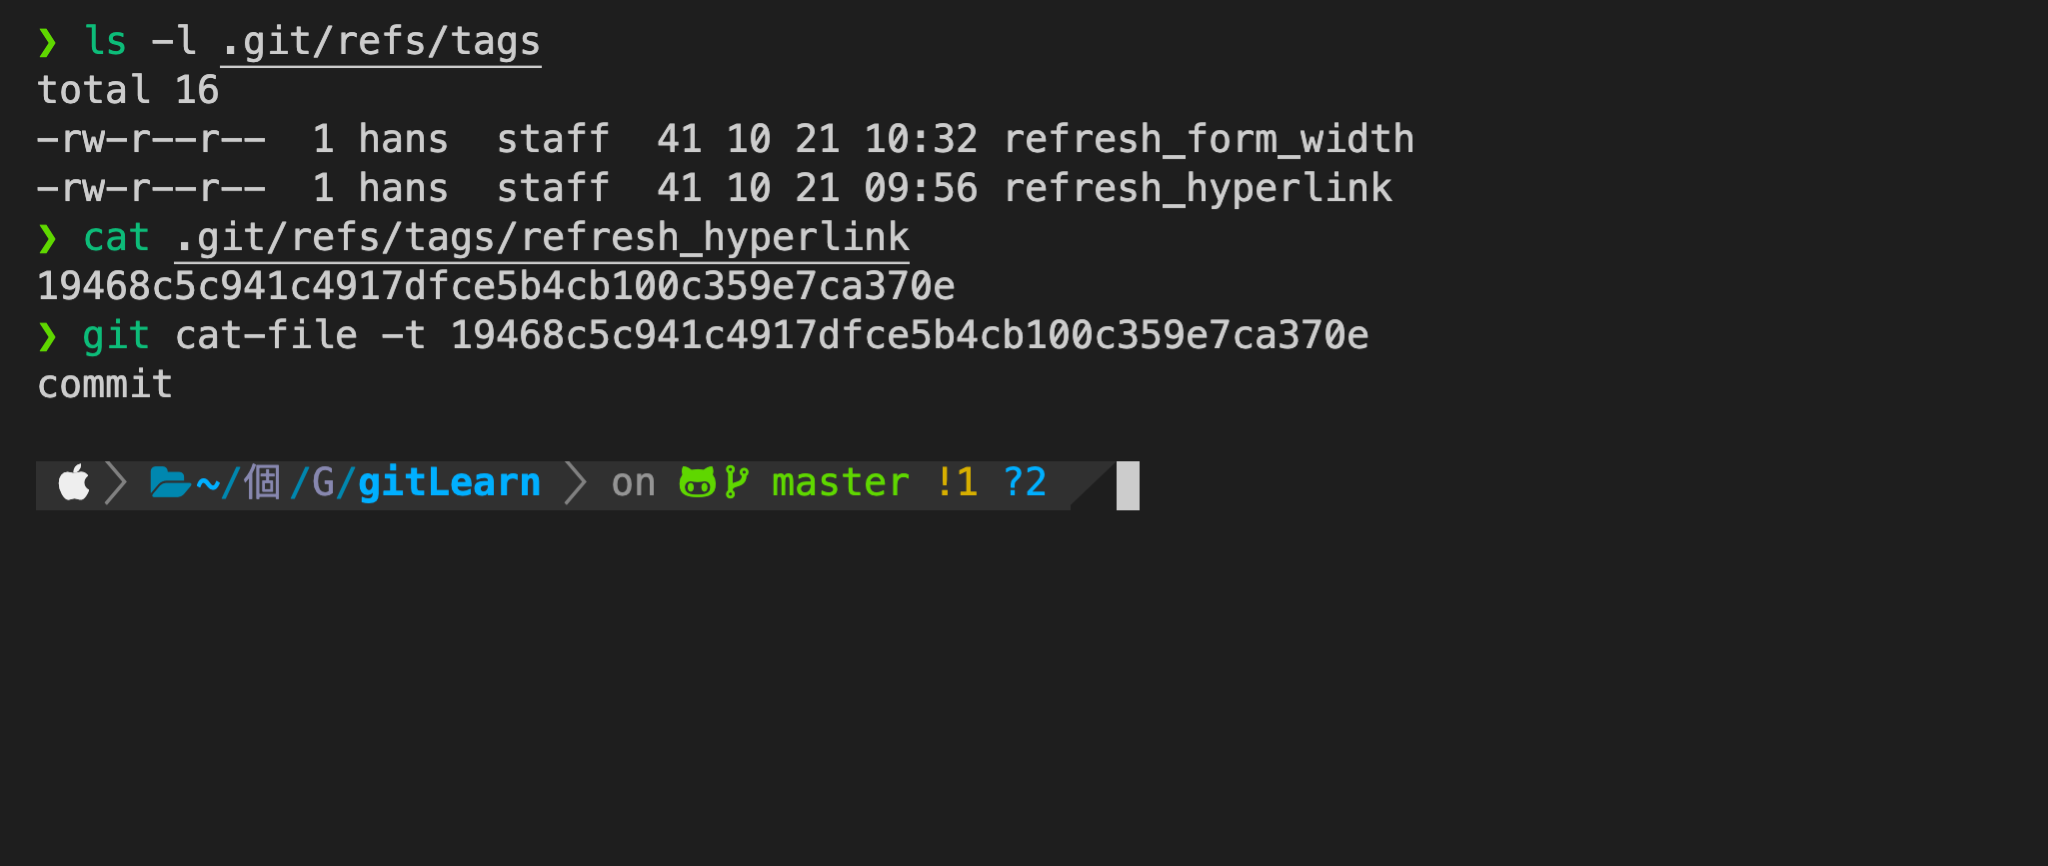 ❯ ls -l .git/refs/tags
total 16
-rw-r--r--  1 hans  staff  41 10 21 10:32 refresh_form_width
-rw-r--r--  1 hans  staff  41 10 21 09:56 refresh_hyperlink
❯ cat .git/refs/tags/refresh_hyperlink
19468c5c941c4917dfce5b4cb100c359e7ca370e
❯ git cat-file -t 19468c5c941c4917dfce5b4cb100c359e7ca370e
commit
~/個/G/gitLearn on master !1 ?2